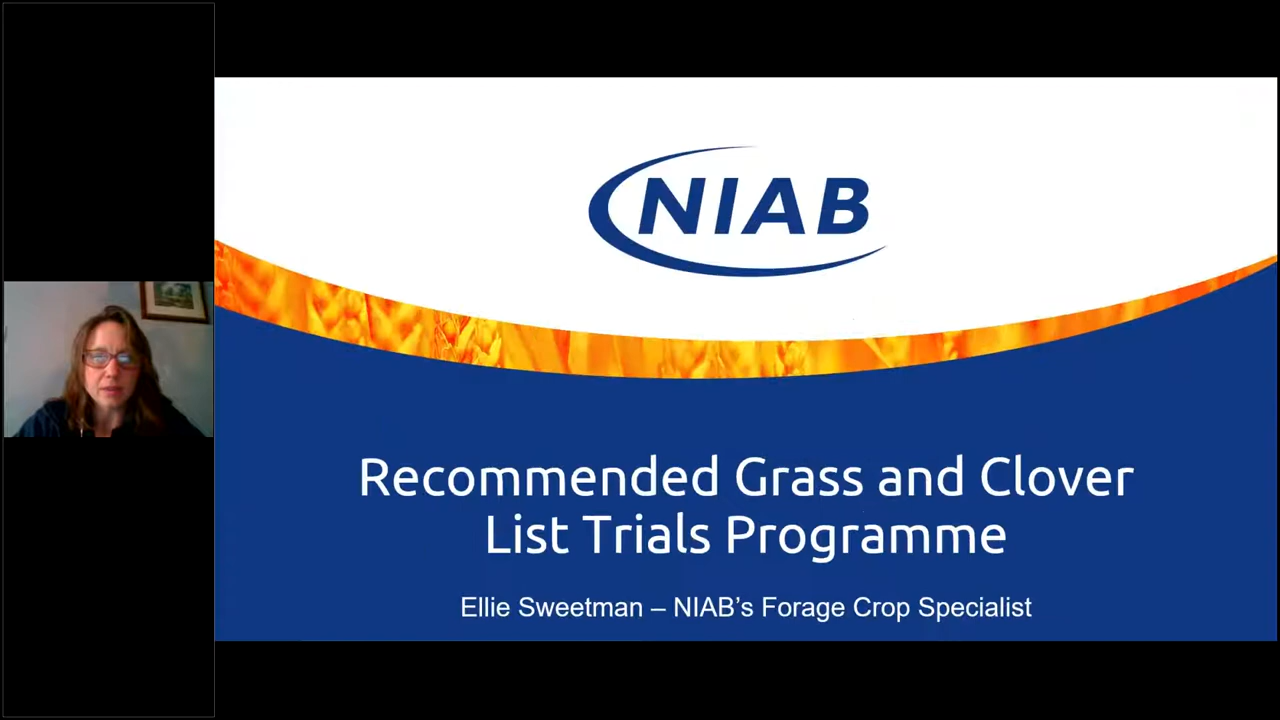 NIAB
Recommended Grass and Clover
List Trials Programme
Ellie Sweetman – NIAB's Forage Crop Specialist